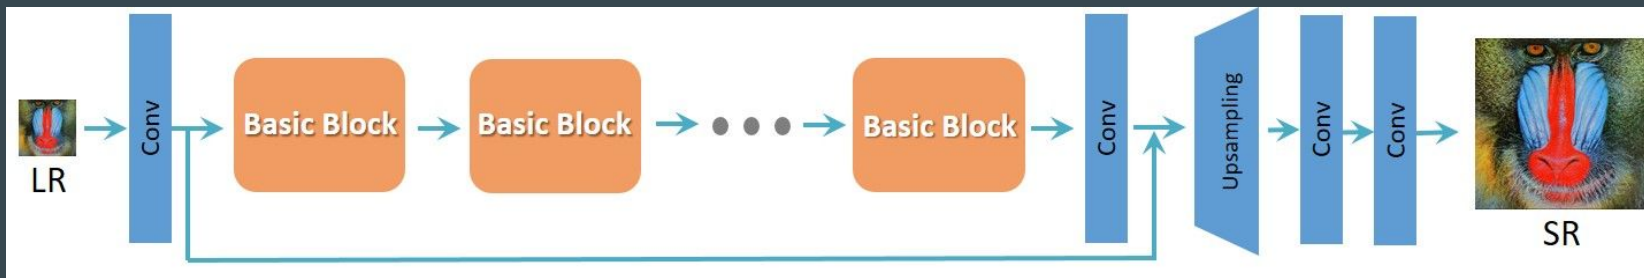 LR
Conv
Basic Block
Basic Block
Basic Block
Conv
Upsampling
Conv
Conv
SR